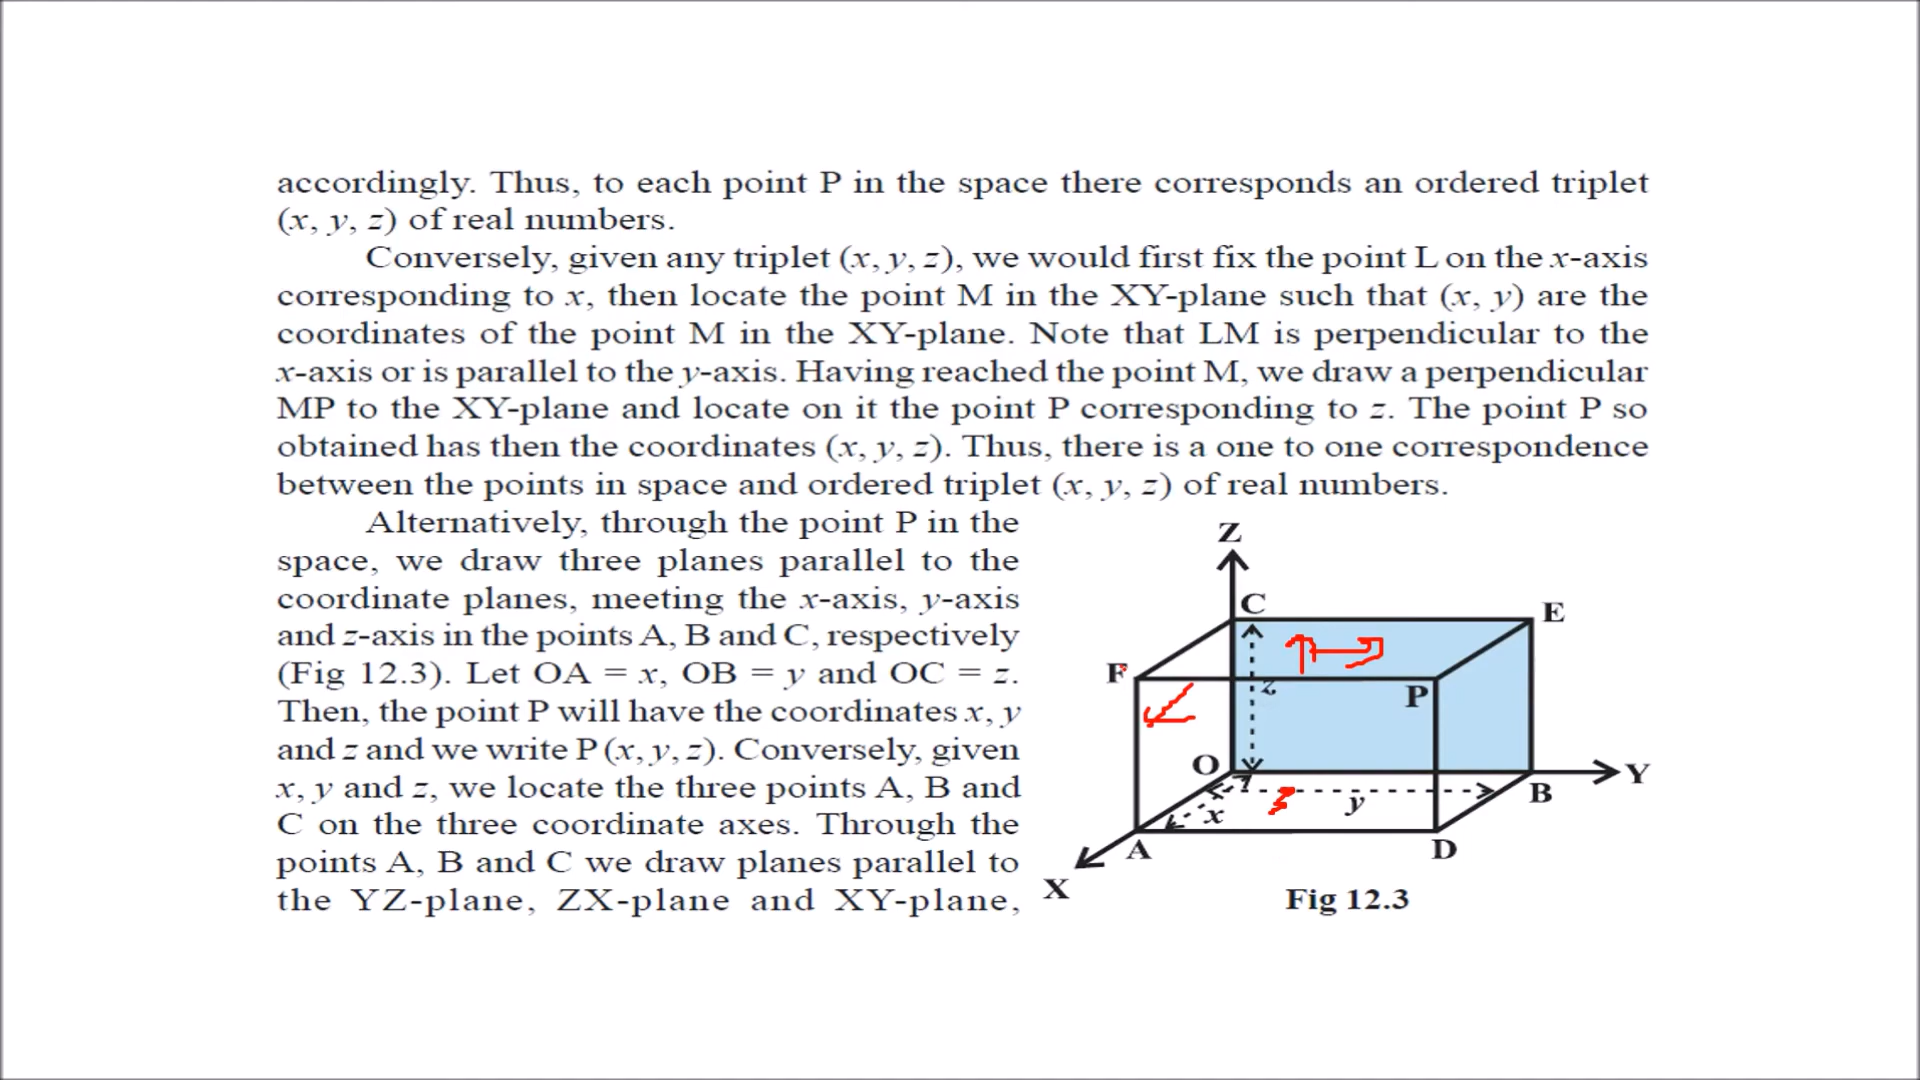 accordingly. Thus, to each point P in the space there corresponds an ordered triplet
(x, y, z) of real numbers.
Conversely, given any triplet (x, y, z), we would first fix the point L on the x-axis
corresponding to x, then locate the point M in the XY-plane such that (x, y) are the
coordinates of the point M in the XY-plane. Note that LM is perpendicular to the
x-axis or is parallel to the y-axis. Having reached the point M, we draw a perpendicular
MP to the XY-plane and locate on it the point P corresponding to z. The point P so
obtained has then the coordinates (x, y, z). Thus, there is a one to one correspondence
between the points in space and ordered triplet (x, y, z) of real numbers.
Alternatively, through the point P in the
space, we draw three planes parallel to the
coordinate planes, meeting the x-axis, y-axis
and z-axis in the points A, B and C, respectively
(Fig 12.3). Let OA = x, OB = y and OC = z.
Then, the point P will have the coordinates x, y
and z and we write P (x, y, z). Conversely, given
x, y and z, we locate the three points A, B and
C on the three coordinate axes. Through the
points A, B and C we draw planes parallel to
the YZ-plane, ZX-plane and XY-plane,
Z
C
E
F
z
P
O
Y
x
y
B
A
D
X
Fig 12.3